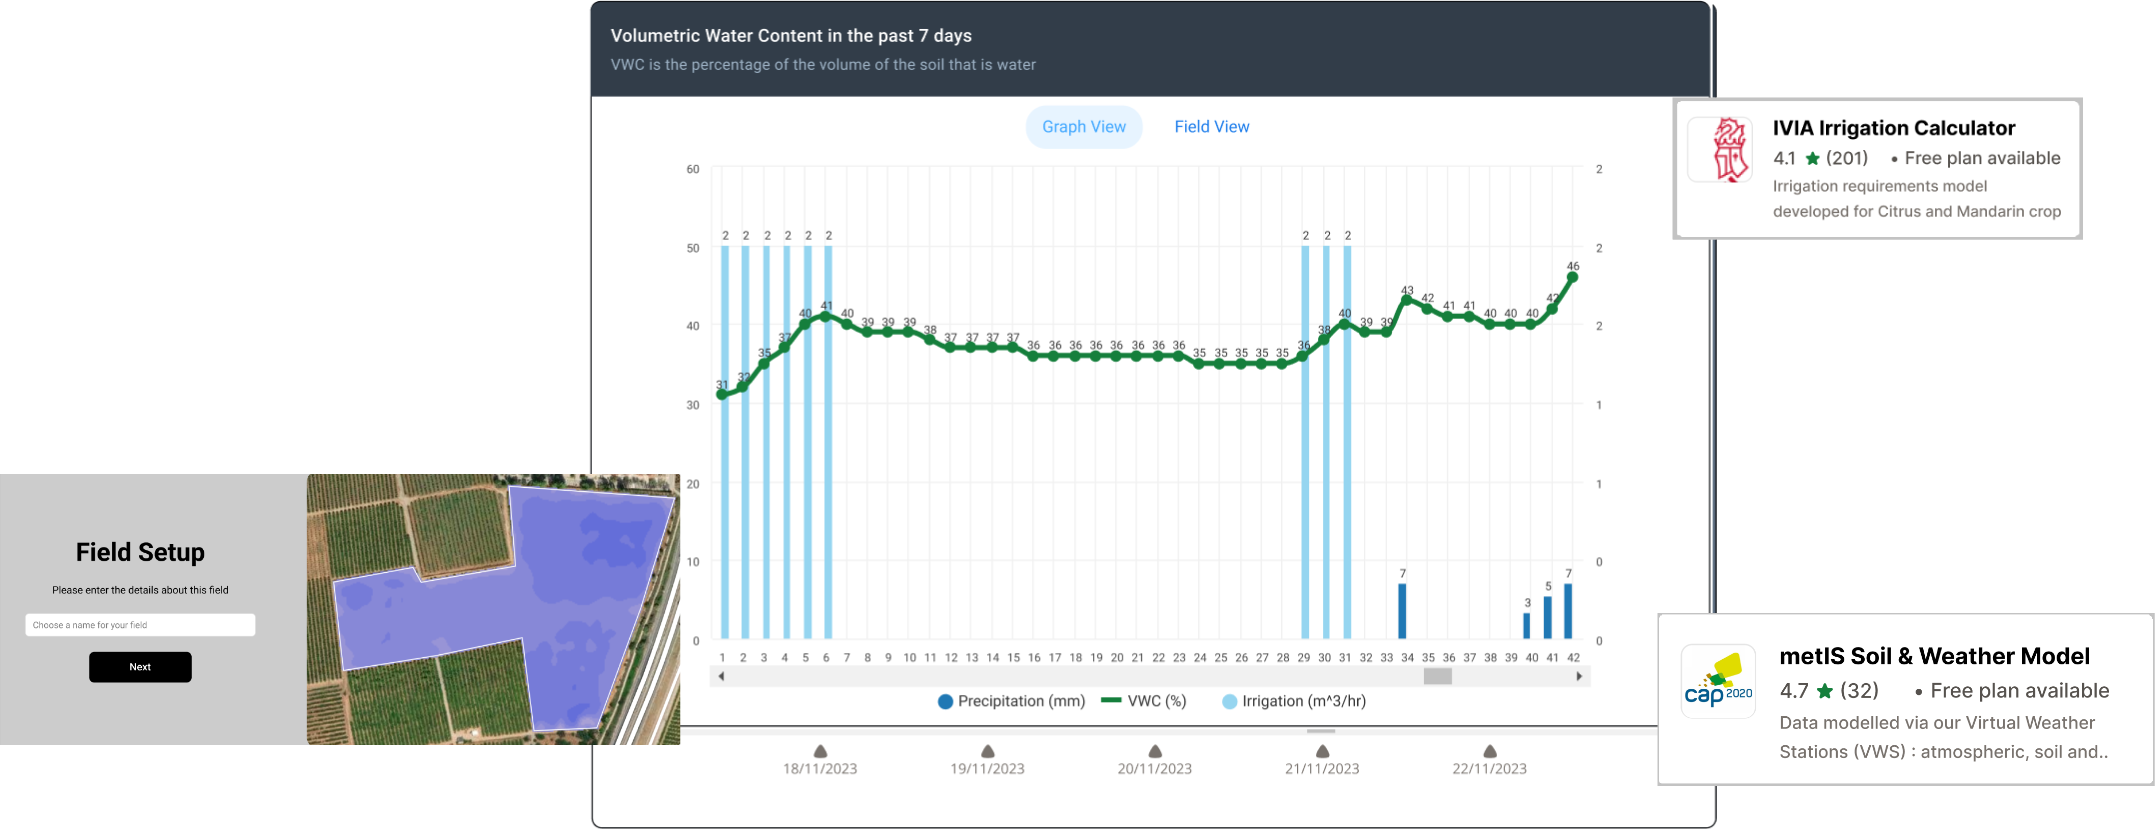 Volumetric Water Content in the past 7 days
VWC is the percentage of the volume of the soil that is water
Graph View Field View
60 2
50 2
40 2
30 1
20 1
10 0
0 0
2 2 2 2 2 2 2 2 2
31 32 35 37 40 41 40 39 39 39 38 37 37 37 37 36 36 36 36 36 36 36 36 35 35 35 35 35 36 38 40 39 39 43 42 41 41 40 40 40 42 46
7 3 5 7
1 2 3 4 5 6 7 8 9 10 11 12 13 14 15 16 17 18 19 20 21 22 23 24 25 26 27 28 29 30 31 32 33 34 35 36 37 38 39 40 41 42
Precipitation (mm) VWC (%) Irrigation (m^3/hr)
18/11/2023 19/11/2023 20/11/2023 21/11/2023 22/11/2023
IVIA Irrigation Calculator
4.1 ★ (201) • Free plan available
Irrigation requirements model
developed for Citrus and Mandarin crop
Field Setup
Please enter the details about this field
Choose a name for your field
Next
cap 2020
metIS Soil & Weather Model
4.7 ★ (32) • Free plan available
Data modelled via our Virtual Weather
Stations (VWS) : atmospheric, soil and..